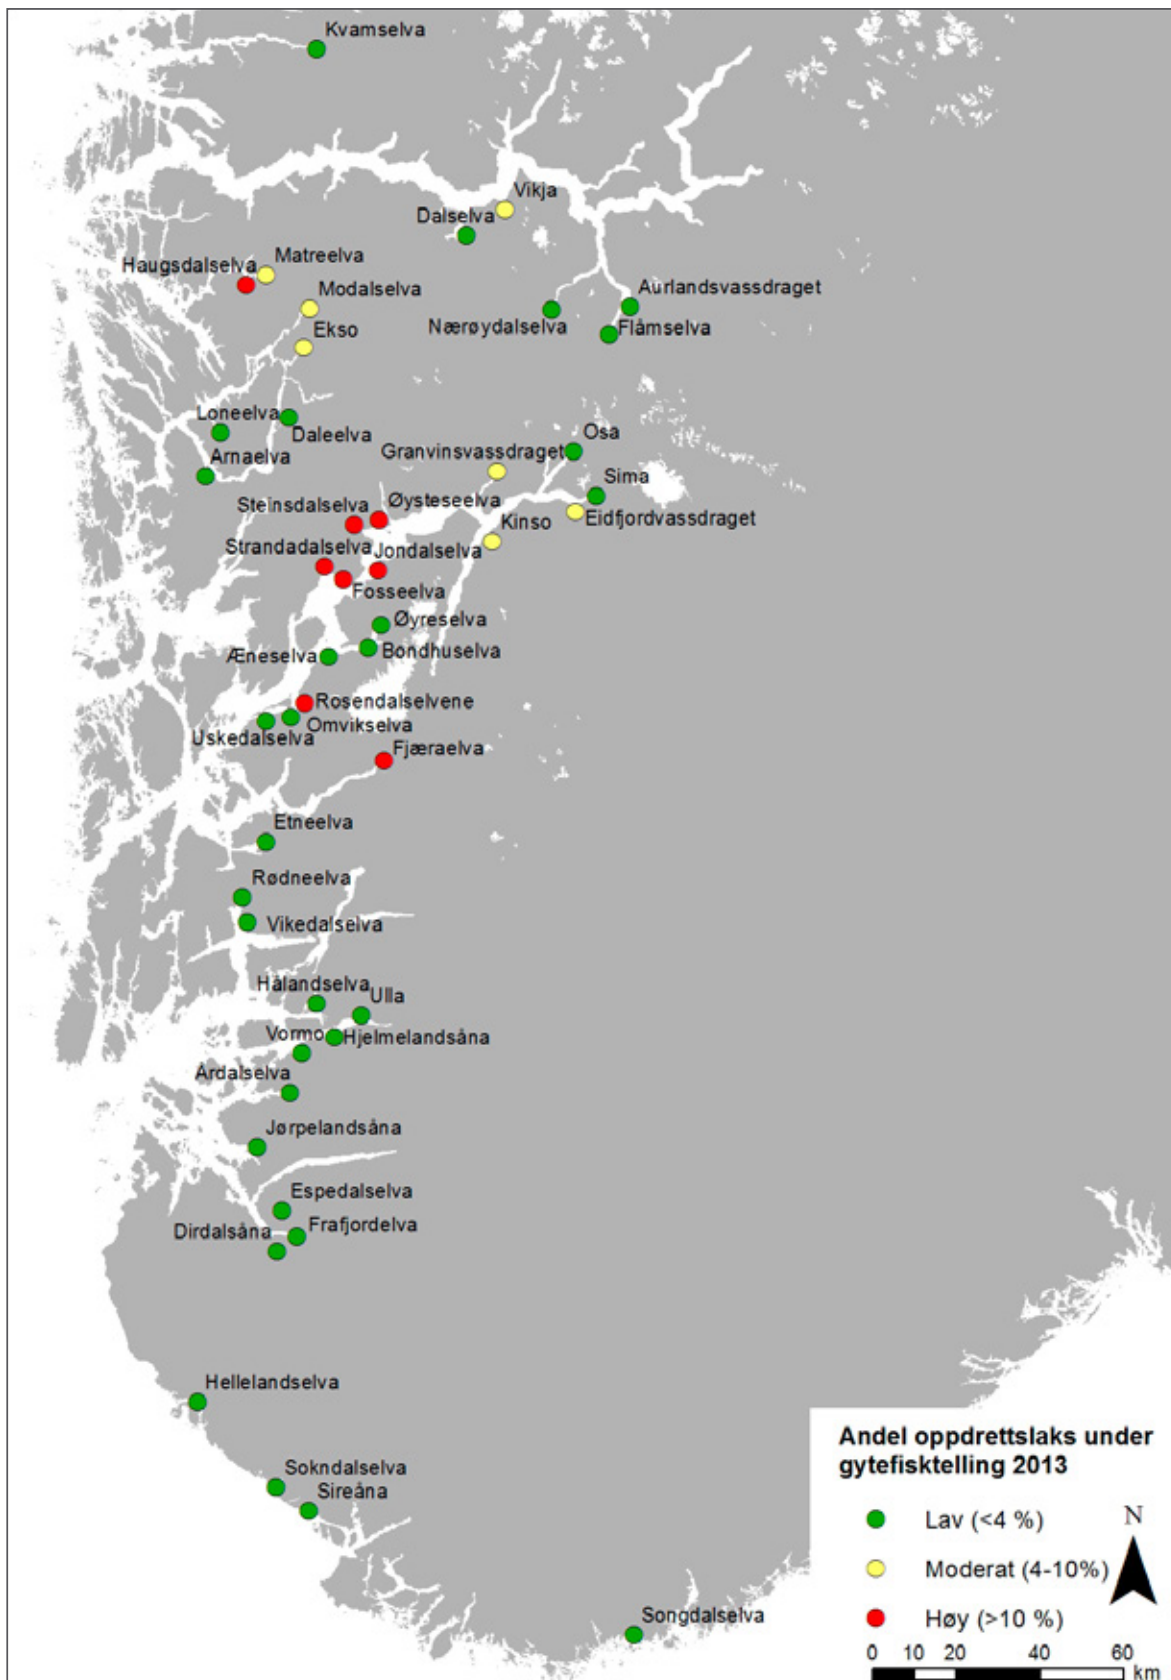 Kvamselva
Vikja
Dalselva
Matreelva
Haugsdalselva
Modalselva
Aurlandsvassdraget
Nærøydalselva
Flåmselva
Ekso
Loneelva
Daleelva
Osa
Granvinsvassdraget
Arnaelva
Sima
Steinsdalselva
Øysteseelva
Kinso
Eidfjordvassdraget
Strandadalselva
Jondalselva
Fosseelva
Øyreselva
Æneselva
Bondhuselva
Rosendalselvene
Omvikselva
Uskedalselva
Fjæraelva
Etneelva
Rødneelva
Vikedalselva
Hålandselva
Ulla
Vormo
Hjelmelandsåna
Årdalselva
Jørpelandsåna
Espedalselva
Frafjordelva
Dirdalsåna
Hellelandselva
Sokndalselva
Sireåna
Songdalselva
Andel oppdrettslaks under
gytefisktelling 2013
N
Lav (<4 %)
Moderat (4-10%)
Høy (>10 %)
0 10 20 40 60
km